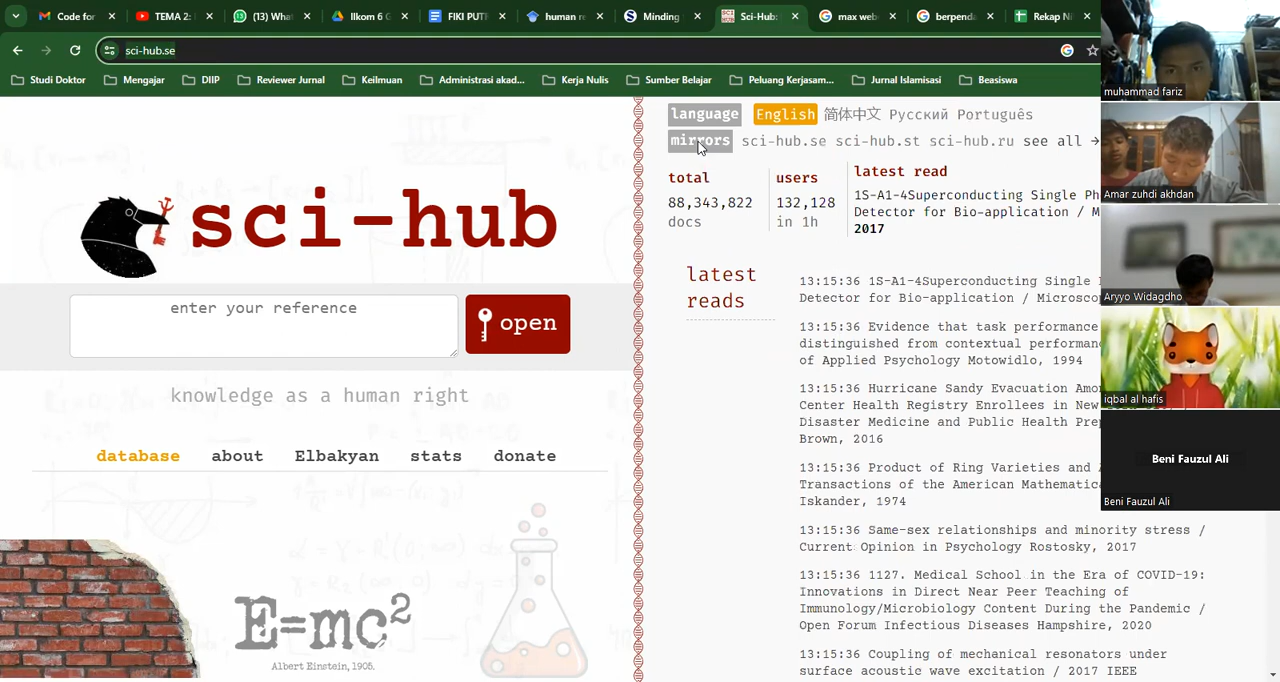 Code for
TEMA 2:
(13) What
Ilkom 6 G
FIKI PUTI
human re
Minding
Sci-Hub:
max web
berpenda
Rekap Ni
sci-hub.se
Studi Doktor
Mengajar
DIIP
Reviewer Jurnal
Keilmuan
Administrasi akad...
Kerja Nulis
Sumber Belajar
Peluang Kerjasam...
Jurnal Islamisasi
Beasiswa
sci-hub
enter your reference
open
knowledge as a human right
database about Elbakyan stats donate
E=mc²
Albert Einstein, 1905.
language English 简体中文 Русский Português
mirrors sci-hub.se sci-hub.st sci-hub.ru see all →
total
88,343,822
docs
users
132,128
in 1h
latest read
1S-A1-4Superconducting Single Ph
Detector for Bio-application / M
2017
latest
reads
13:15:36 1S-A1-4Superconducting Single
Detector for Bio-application / Microsco
13:15:36 Evidence that task performance
distinguished from contextual performan
of Applied Psychology Motowidlo, 1994
13:15:36 Hurricane Sandy Evacuation Amo
Center Health Registry Enrollees in New
Disaster Medicine and Public Health Pre
Brown, 2016
13:15:36 Product of Ring Varieties and
Transactions of the American Mathematic
Iskander, 1974
13:15:36 Same-sex relationships and minority stress /
Current Opinion in Psychology Rostosky, 2017
13:15:36 1127. Medical School in the Era of COVID-19:
Innovations in Direct Near Peer Teaching of
Immunology/Microbiology Content During the Pandemic /
Open Forum Infectious Diseases Hampshire, 2020
13:15:36 Coupling of mechanical resonators under
surface acoustic wave excitation / 2017 IEEE
muhammad fariz
Amar zuhdi akhdan
Aryyo Widagdho
iqbal al hafis
Beni Fauzul Ali
Beni Fauzul Ali